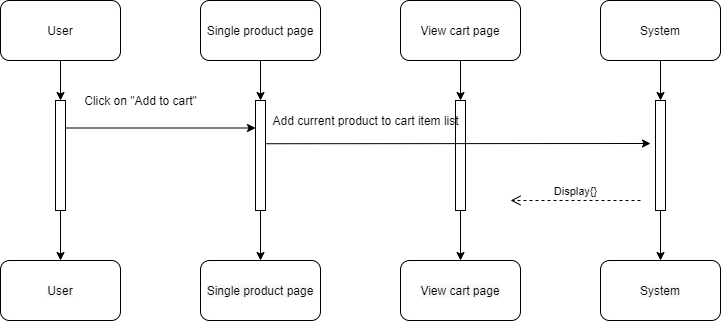 User
Single product page
View cart page
System
Click on "Add to cart"
Add current product to cart item list
Display{}
User
Single product page
View cart page
System